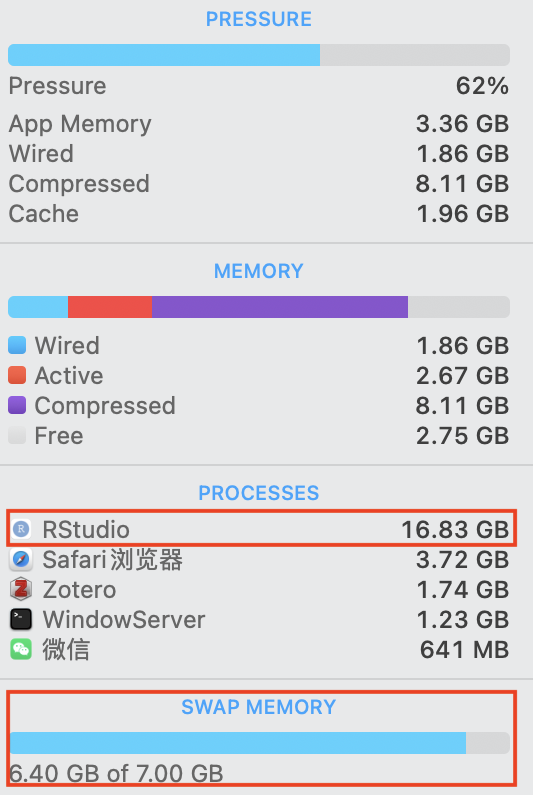 PRESSURE
Pressure 62%
App Memory 3.36 GB
Wired 1.86 GB
Compressed 8.11 GB
Cache 1.96 GB
MEMORY
Wired 1.86 GB
Active 2.67 GB
Compressed 8.11 GB
Free 2.75 GB
PROCESSES
R RStudio 16.83 GB
Safari浏览器 3.72 GB
Z Zotero 1.74 GB
WindowServer 1.23 GB
微信 641 MB
SWAP MEMORY
6.40 GB of 7.00 GB